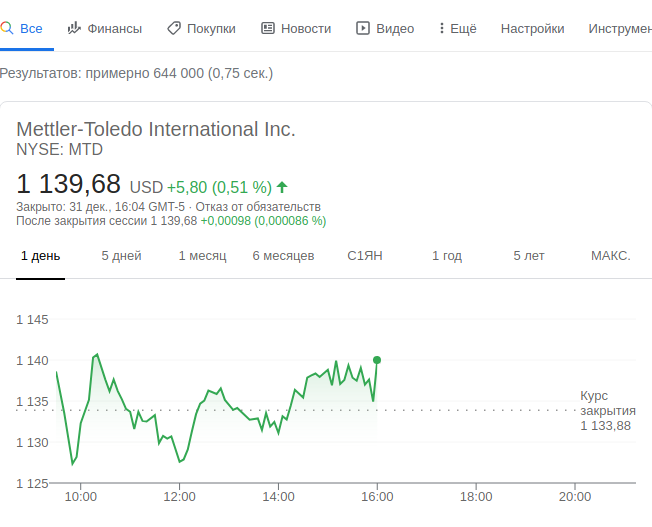 Все Финансы Покупки Новости Видео Ещё Настройки Инструмен
Результатов: примерно 644 000 (0,75 сек.)
Mettler-Toledo International Inc.
NYSE: MTD
1 139,68 USD +5,80 (0,51 %)
Закрыто: 31 дек., 16:04 GMT-5 · Отказ от обязательств
После закрытия сессии 1 139,68 +0,00098 (0,000086 %)
1 день 5 дней 1 месяц 6 месяцев С1ЯН 1 год 5 лет МАКС.
1 145
1 140
1 135
1 130
1 125
Курс
закрытия
1 133,88
10:00 12:00 14:00 16:00 18:00 20:00